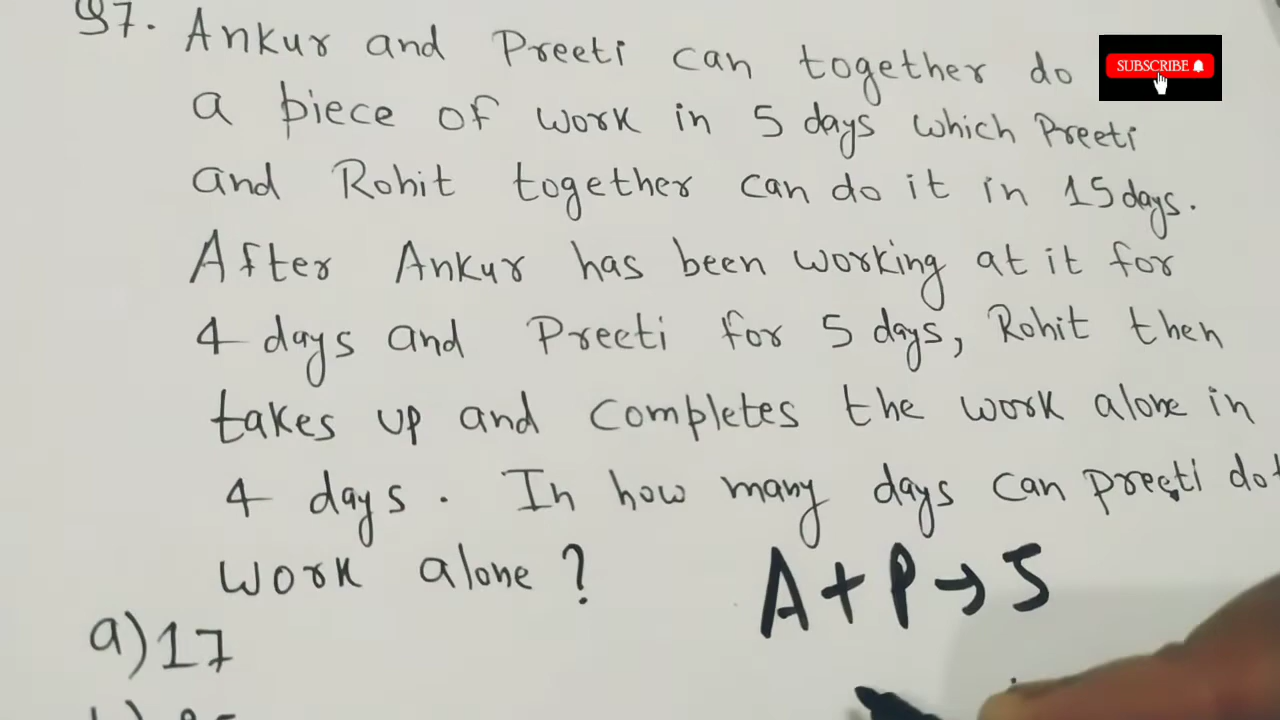 97. Ankur and Preeti can together do
SUBSCRIBE
a piece of work in 5 days which Preeti
and Rohit together can do it in 15 days.
After Ankur has been working at it for
4 days and Preeti for 5 days, Rohit then
takes up and completes the work alone in
4 days. In how many days can preeti do
work alone ?
A+P→5
a) 17